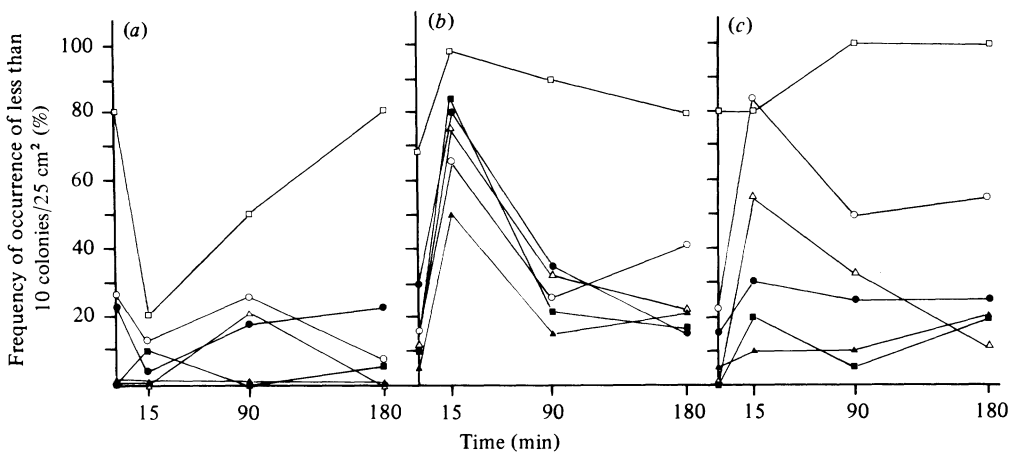 Frequency of occurrence of less than
10 colonies/25 cm² (%)
(a)
(b)
(c)
100
80
60
40
20
15 90 180
15 90 180
15 90 180
Time (min)